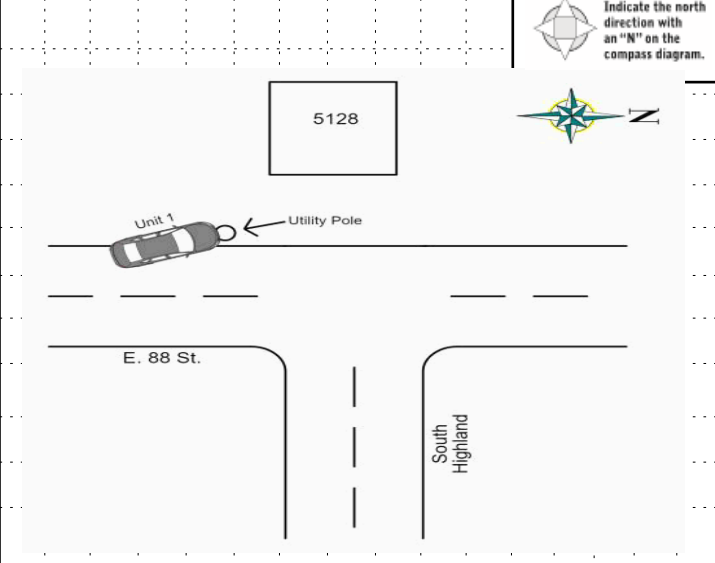 Indicate the north
direction with
an “N” on the
compass diagram.
5128
N
Unit 1
Utility Pole
E. 88 St.
South
Highland